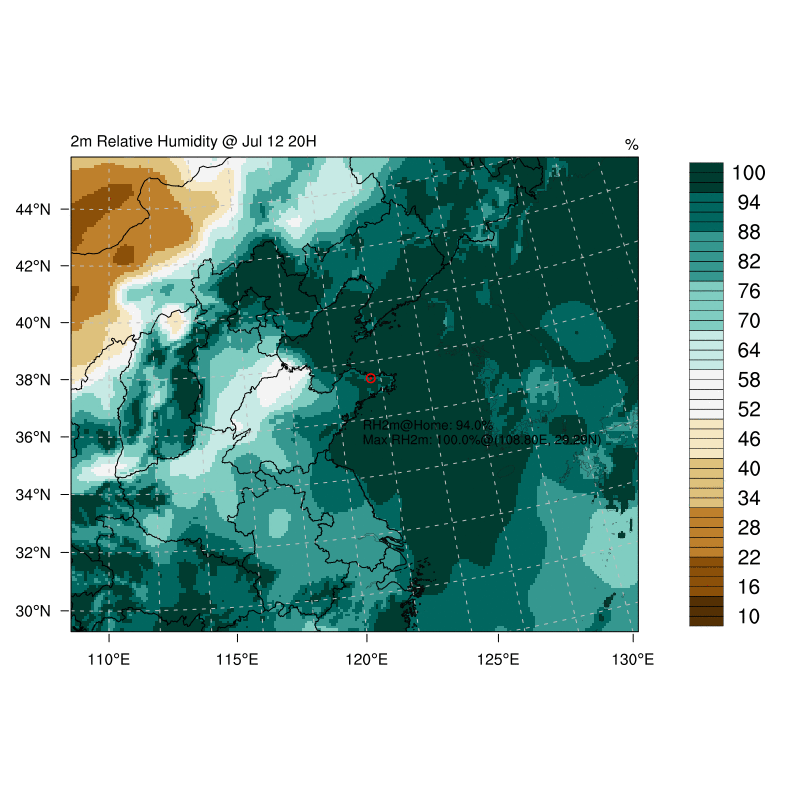 2m Relative Humidity @ Jul 12 20H
%
44°N
42°N
40°N
38°N
36°N
34°N
32°N
30°N
110°E
115°E
120°E
125°E
130°E
RH2m@Home: 94.0%
Max RH2m: 100.0%@(108.80E, 29.29N)
100
94
88
82
76
70
64
58
52
46
40
34
28
22
16
10